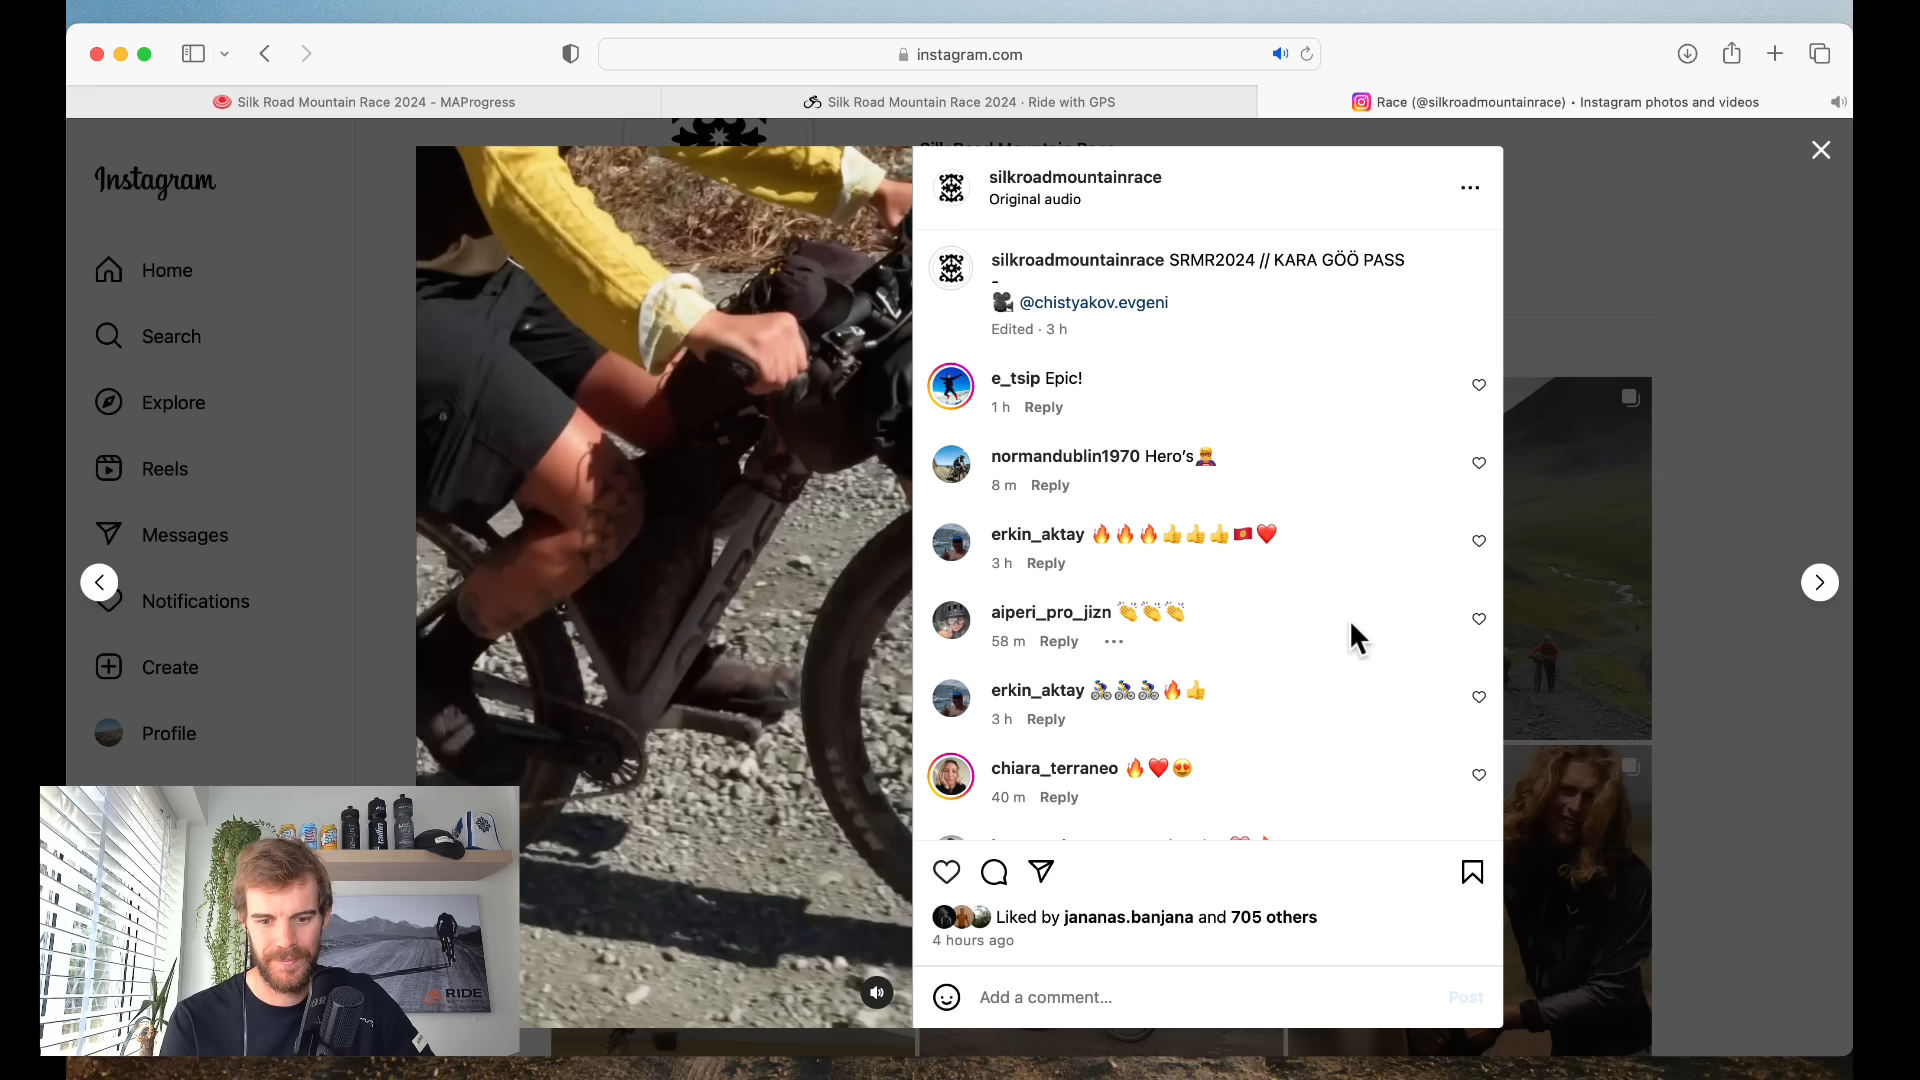 instagram.com
Silk Road Mountain Race 2024 - MAProgress
Silk Road Mountain Race 2024 · Ride with GPS
Race (@silkroadmountainrace) • Instagram photos and videos
Instagram
Home
Search
Explore
Reels
Messages
Notifications
Create
Profile
silkroadmountainrace
Original audio
silkroadmountainrace SRMR2024 // KARA GÖÖ PASS
-
🎥 @chistyakov.evgeni
Edited · 3 h
e_tsip Epic!
1 h Reply
normandublin1970 Hero's🦸
8 m Reply
erkin_aktay 🔥🔥🔥👍👍👍🇰🇬❤️
3 h Reply
aiperi_pro_jizn 👏👏👏
58 m Reply
erkin_aktay 🚴🚴🚴🔥👍
3 h Reply
chiara_terraneo 🔥❤️😍
40 m Reply
Liked by jananas.banjana and 705 others
4 hours ago
Add a comment...
Post
RIDE